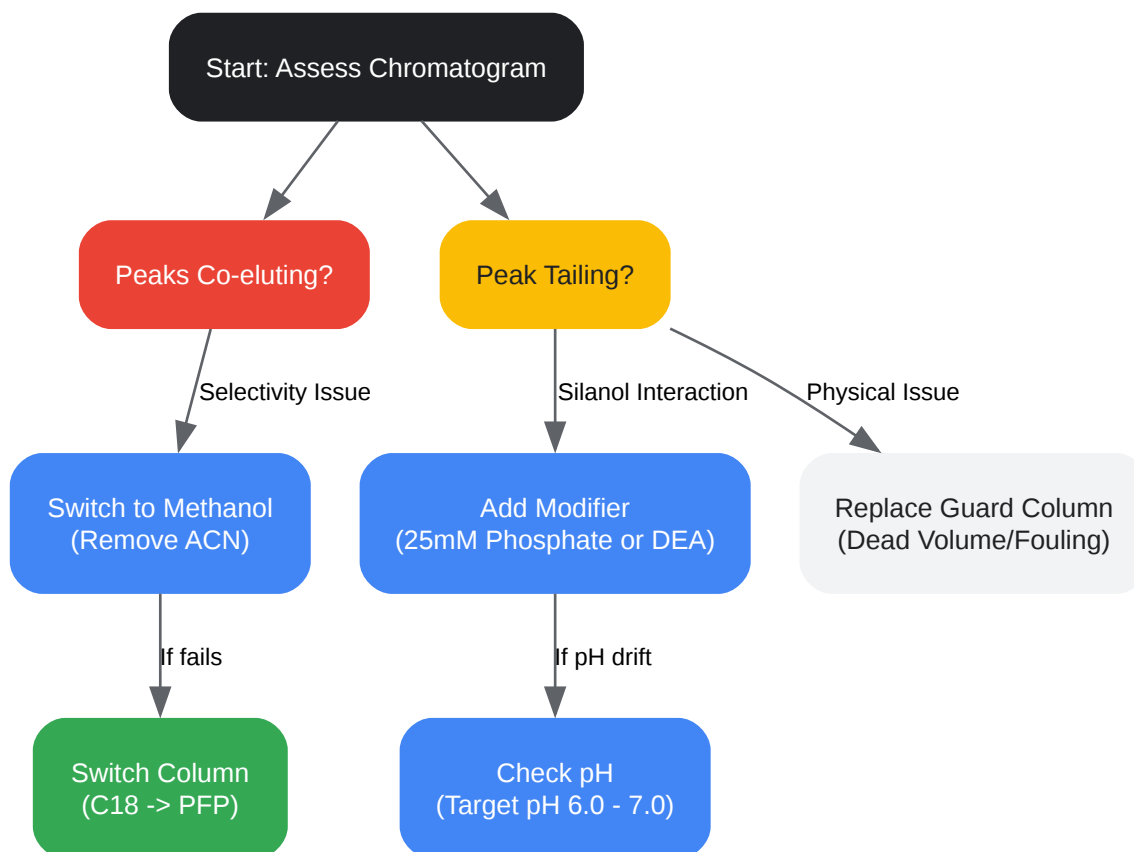 Start: Assess Chromatogram
Peaks Co-eluting?
Peak Tailing?
Selectivity Issue
Silanol Interaction
Physical Issue
Switch to Methanol
(Remove ACN)
Add Modifier
(25mM Phosphate or DEA)
Replace Guard Column
(Dead Volume/Fouling)
If fails
If pH drift
Switch Column
(C18 -> PFP)
Check pH
(Target pH 6.0 - 7.0)